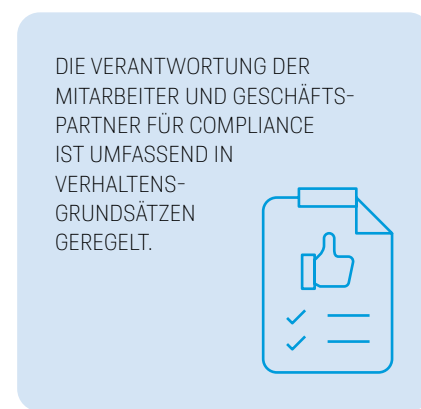 DIE VERANTWORTUNG DER
MITARBEITER UND GESCHÄFTS-
PARTNER FÜR COMPLIANCE
IST UMFASSEND IN
VERHALTENS-
GRUNDSÄTZEN
GEREGELT.